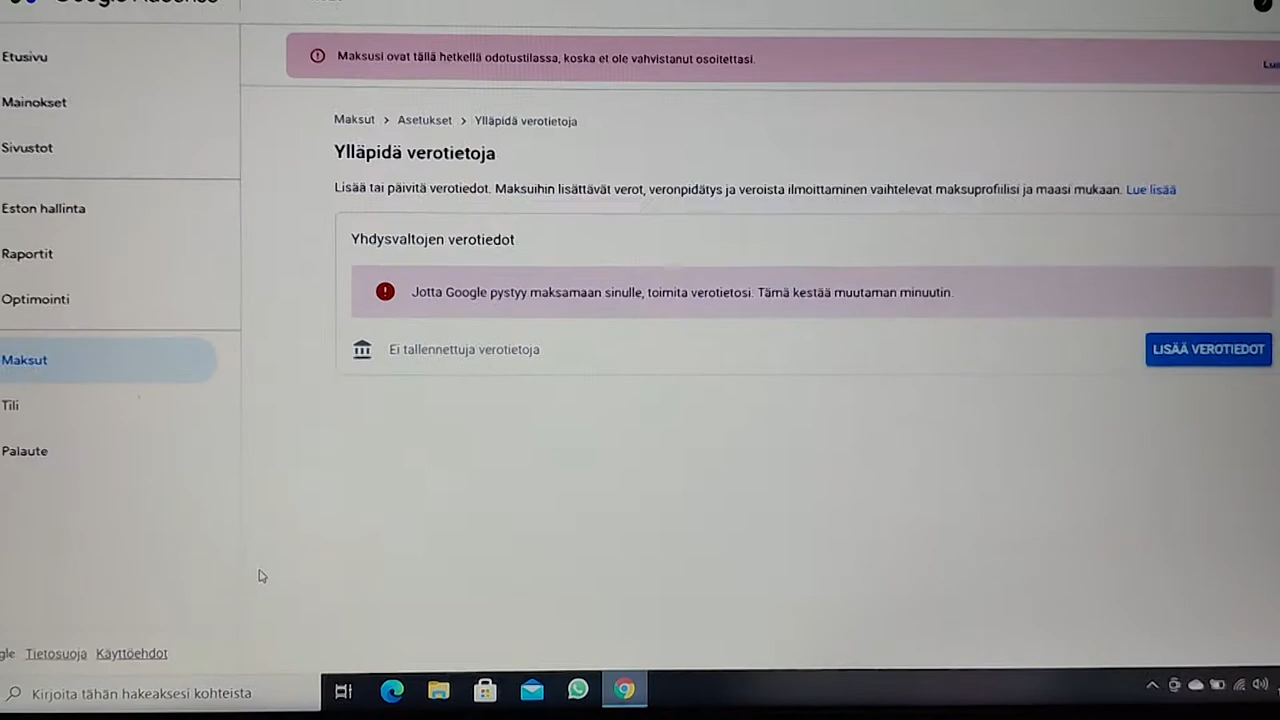 Google AdSense
Maksusi ovat tällä hetkellä odotustilassa, koska et ole vahvistanut osoitettasi.
Etusivu
Mainokset
Sivustot
Eston hallinta
Raportit
Optimointi
Maksut
Tili
Palaute
Maksut > Asetukset > Ylläpidä verotietoja
Ylläpidä verotietoja
Lisää tai päivitä verotiedot. Maksuihin lisättävät verot, veronpidätys ja veroista ilmoittaminen vaihtelevat maksuprofiilisi ja maasi mukaan. Lue lisää
Yhdysvaltojen verotiedot
Jotta Google pystyy maksamaan sinulle, toimita verotietosi. Tämä kestää muutaman minuutin.
Ei tallennettuja verotietoja
LISÄÄ VEROTIEDOT
Tietosuoja Käyttöehdot
Kirjoita tähän hakeaksesi kohteista